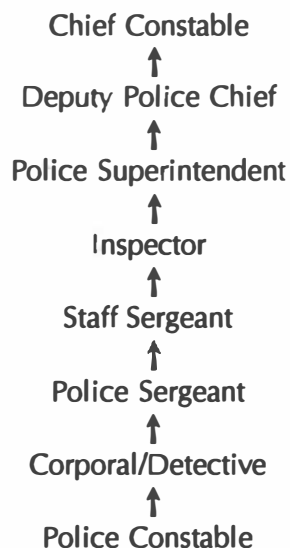 Chief Constable
Deputy Police Chief
Police Superintendent
Inspector
Staff Sergeant
Police Sergeant
Corporal/Detective
Police Constable